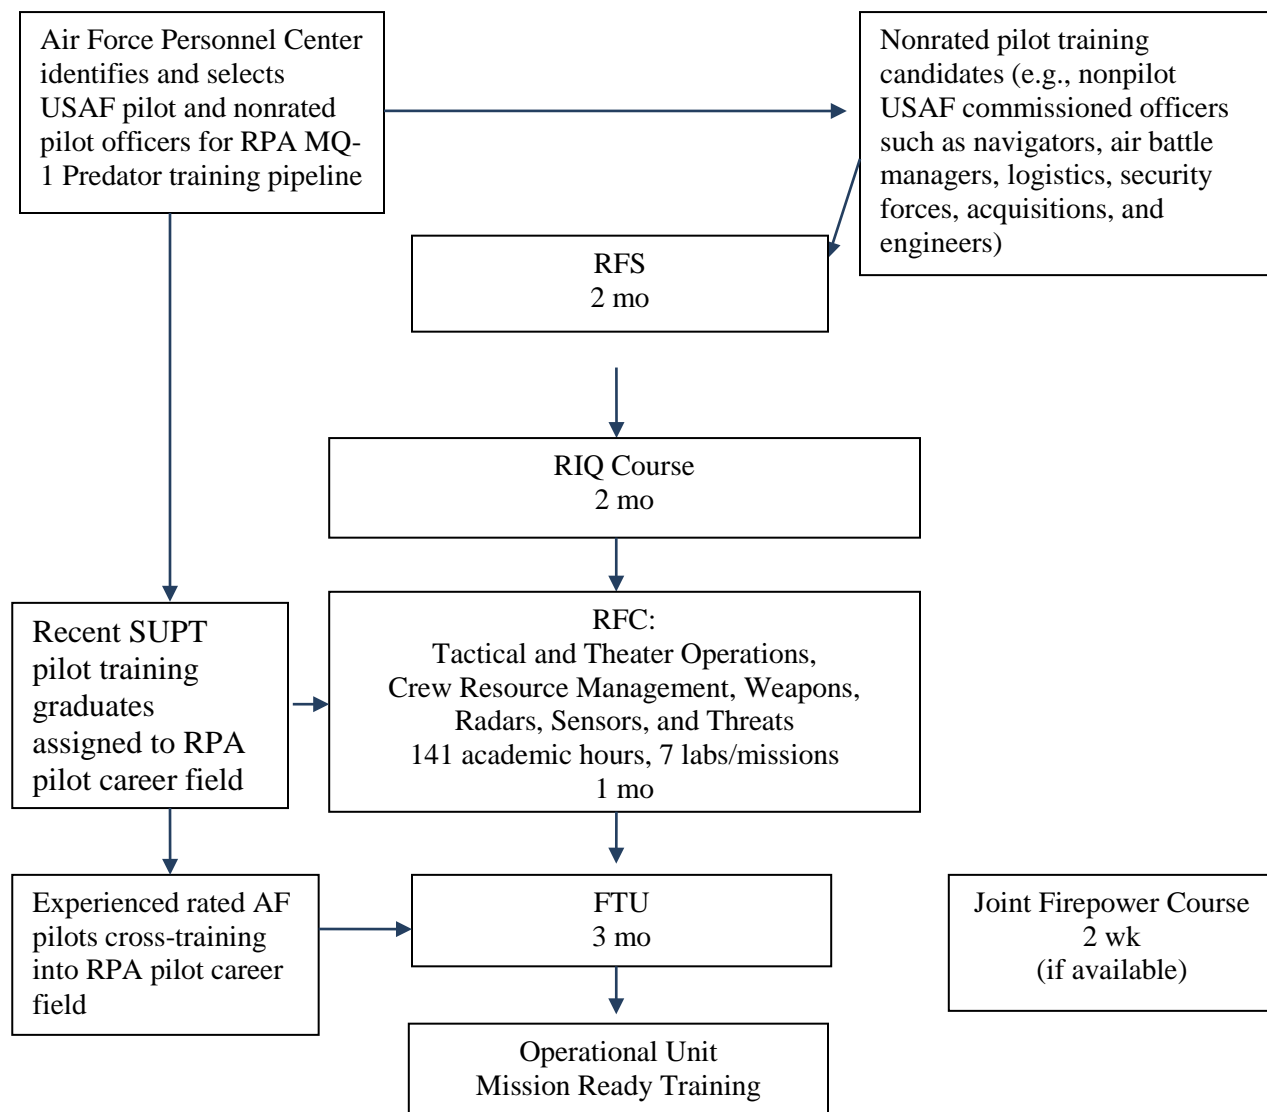 Air Force Personnel Center
identifies and selects
USAF pilot and nonrated
pilot officers for RPA MQ-
1 Predator training pipeline
Nonrated pilot training
candidates (e.g., nonpilot
USAF commissioned officers
such as navigators, air battle
managers, logistics, security
forces, acquisitions, and
engineers)
RFS
2 mo
RIQ Course
2 mo
Recent SUPT
pilot training
graduates
assigned to RPA
pilot career field
RFC:
Tactical and Theater Operations,
Crew Resource Management, Weapons,
Radars, Sensors, and Threats
141 academic hours, 7 labs/missions
1 mo
Experienced rated AF
pilots cross-training
into RPA pilot career
field
FTU
3 mo
Joint Firepower Course
2 wk
(if available)
Operational Unit
Mission Ready Training